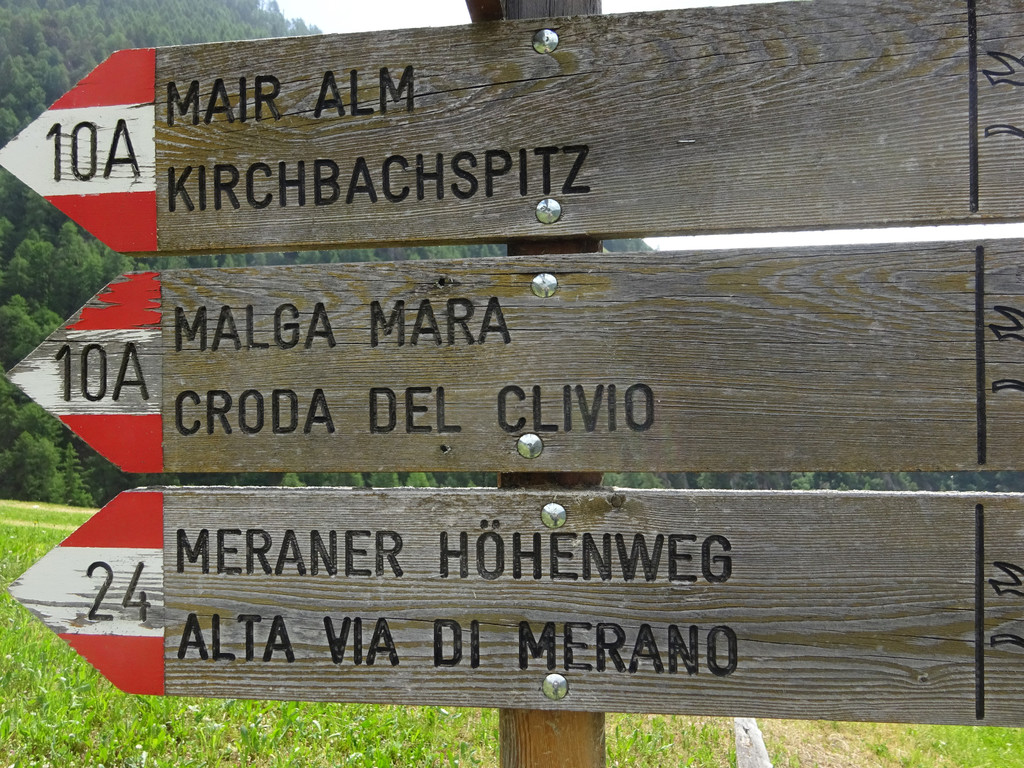 10A
MAIR ALM
KIRCHBACHSPITZ
10A
MALGA MARA
CRODA DEL CLIVIO
24
MERANER HÖHENWEG
ALTA VIA DI MERANO